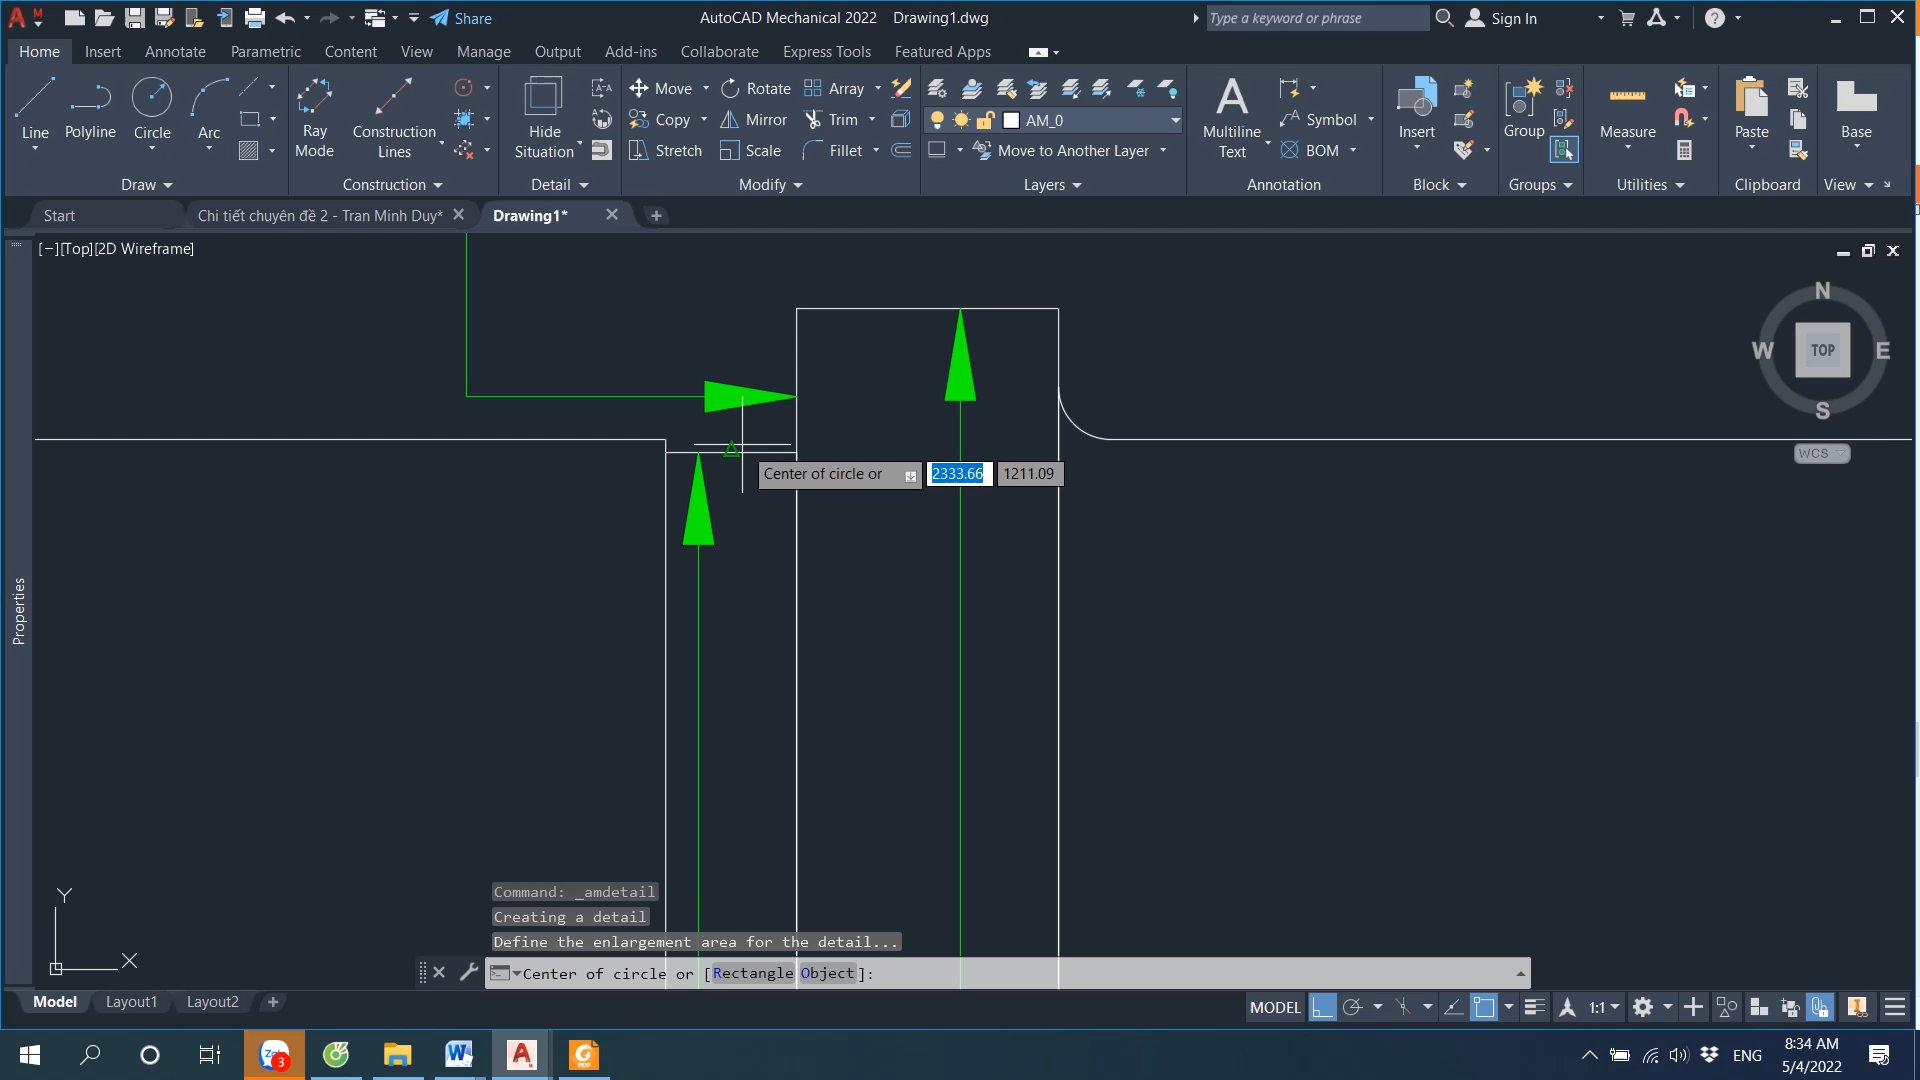 AutoCAD Mechanical 2022 Drawing1.dwg
Share
Type a keyword or phrase
Sign In
Home Insert Annotate Parametric Content View Manage Output Add-ins Collaborate Express Tools Featured Apps
Line
Polyline
Circle
Arc
Ray Mode
Construction Lines
Hide Situation
Move Rotate Array
Copy Mirror Trim
Stretch Scale Fillet
AM_0
Move to Another Layer
Multiline Text
Symbol
BOM
Insert
Group
Measure
Paste
Base
Draw Construction Detail Modify Layers Annotation Block Groups Utilities Clipboard View
Start Chi tiết chuyên đề 2 - Tran Minh Duy* Drawing1*
[−][Top][2D Wireframe]
N
W TOP E
S
WCS
Center of circle or 2333.66 1211.09
Properties
Y
X
Command: _amdetail
Creating a detail
Define the enlargement area for the detail...
Center of circle or [Rectangle Object]:
Model Layout1 Layout2
MODEL 1:1
3
ENG
8:34 AM
5/4/2022